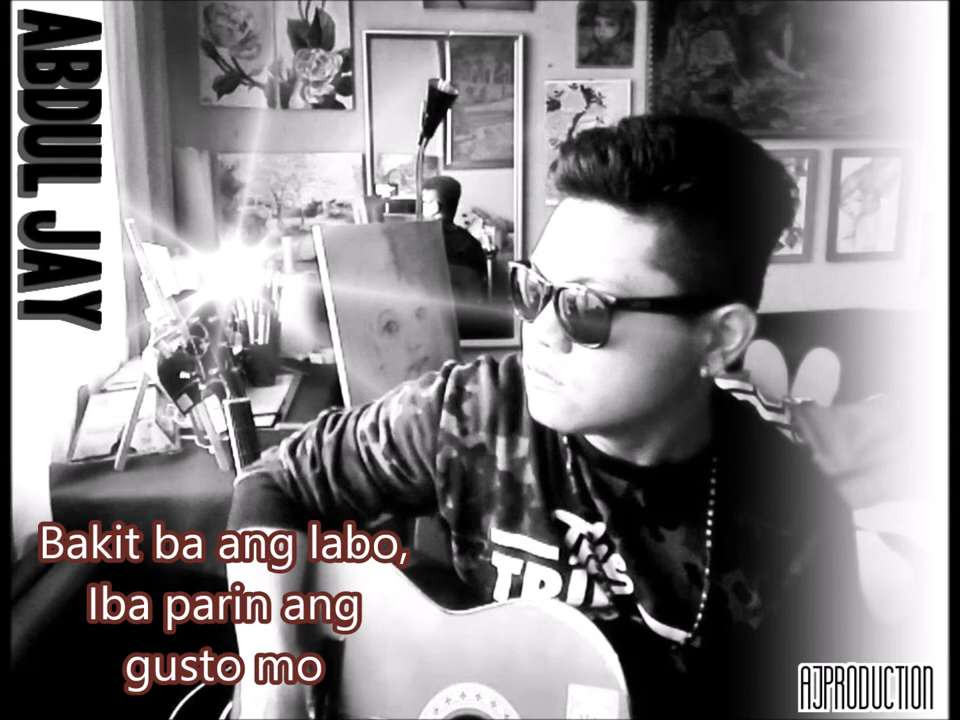 ABDUL JAY
Bakit ba ang labo,
Iba parin ang
gusto mo
AJPRODUCTION